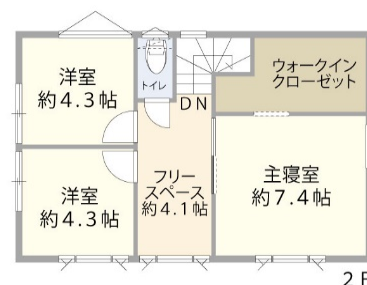 洋室
約4.3帖
トイレ
DN
ウォークイン
クローゼット
洋室
約4.3帖
フリー
スペース
約4.1帖
主寝室
約7.4帖
2F